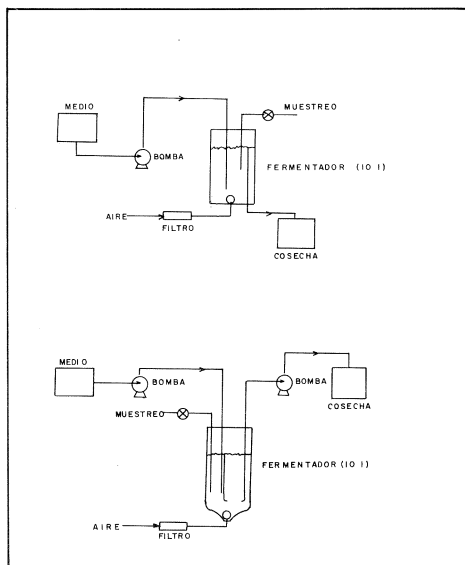 MEDIO
MUESTREO
BOMBA
FERMENTADOR (10 l)
AIRE
FILTRO
COSECHA
MEDIO
BOMBA
BOMBA
COSECHA
MUESTREO
FERMENTADOR (10 l)
AIRE
FILTRO